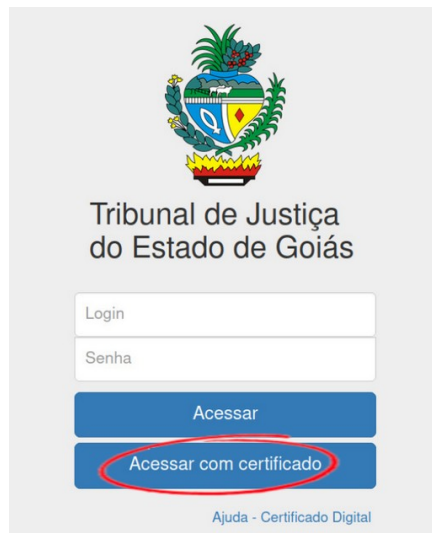 Tribunal de Justiça
do Estado de Goiás
Login
Senha
Acessar
Acessar com certificado
Ajuda - Certificado Digital